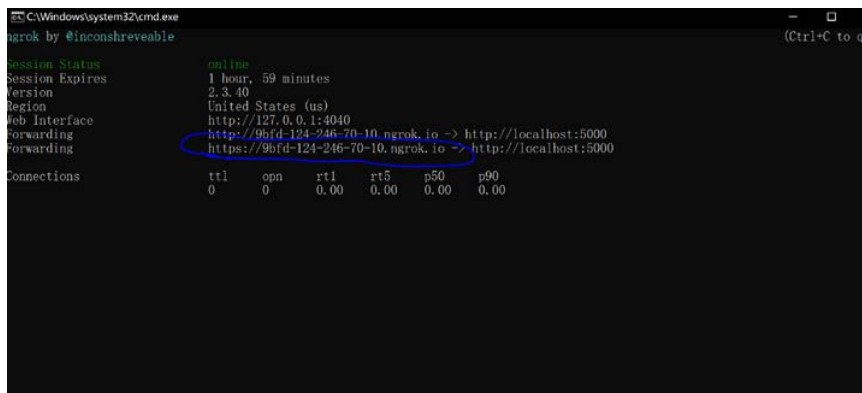 C:\Windows\system32\cmd.exe
ngrok by @inconshreveable (Ctrl+C to q
Session Status online
Session Expires 1 hour, 59 minutes
Version 2.3.40
Region United States (us)
Web Interface http://127.0.0.1:4040
Forwarding http://9bfd-124-246-70-10.ngrok.io -> http://localhost:5000
Forwarding https://9bfd-124-246-70-10.ngrok.io -> http://localhost:5000
Connections ttl opn rt1 rt5 p50 p90
0 0 0.00 0.00 0.00 0.00